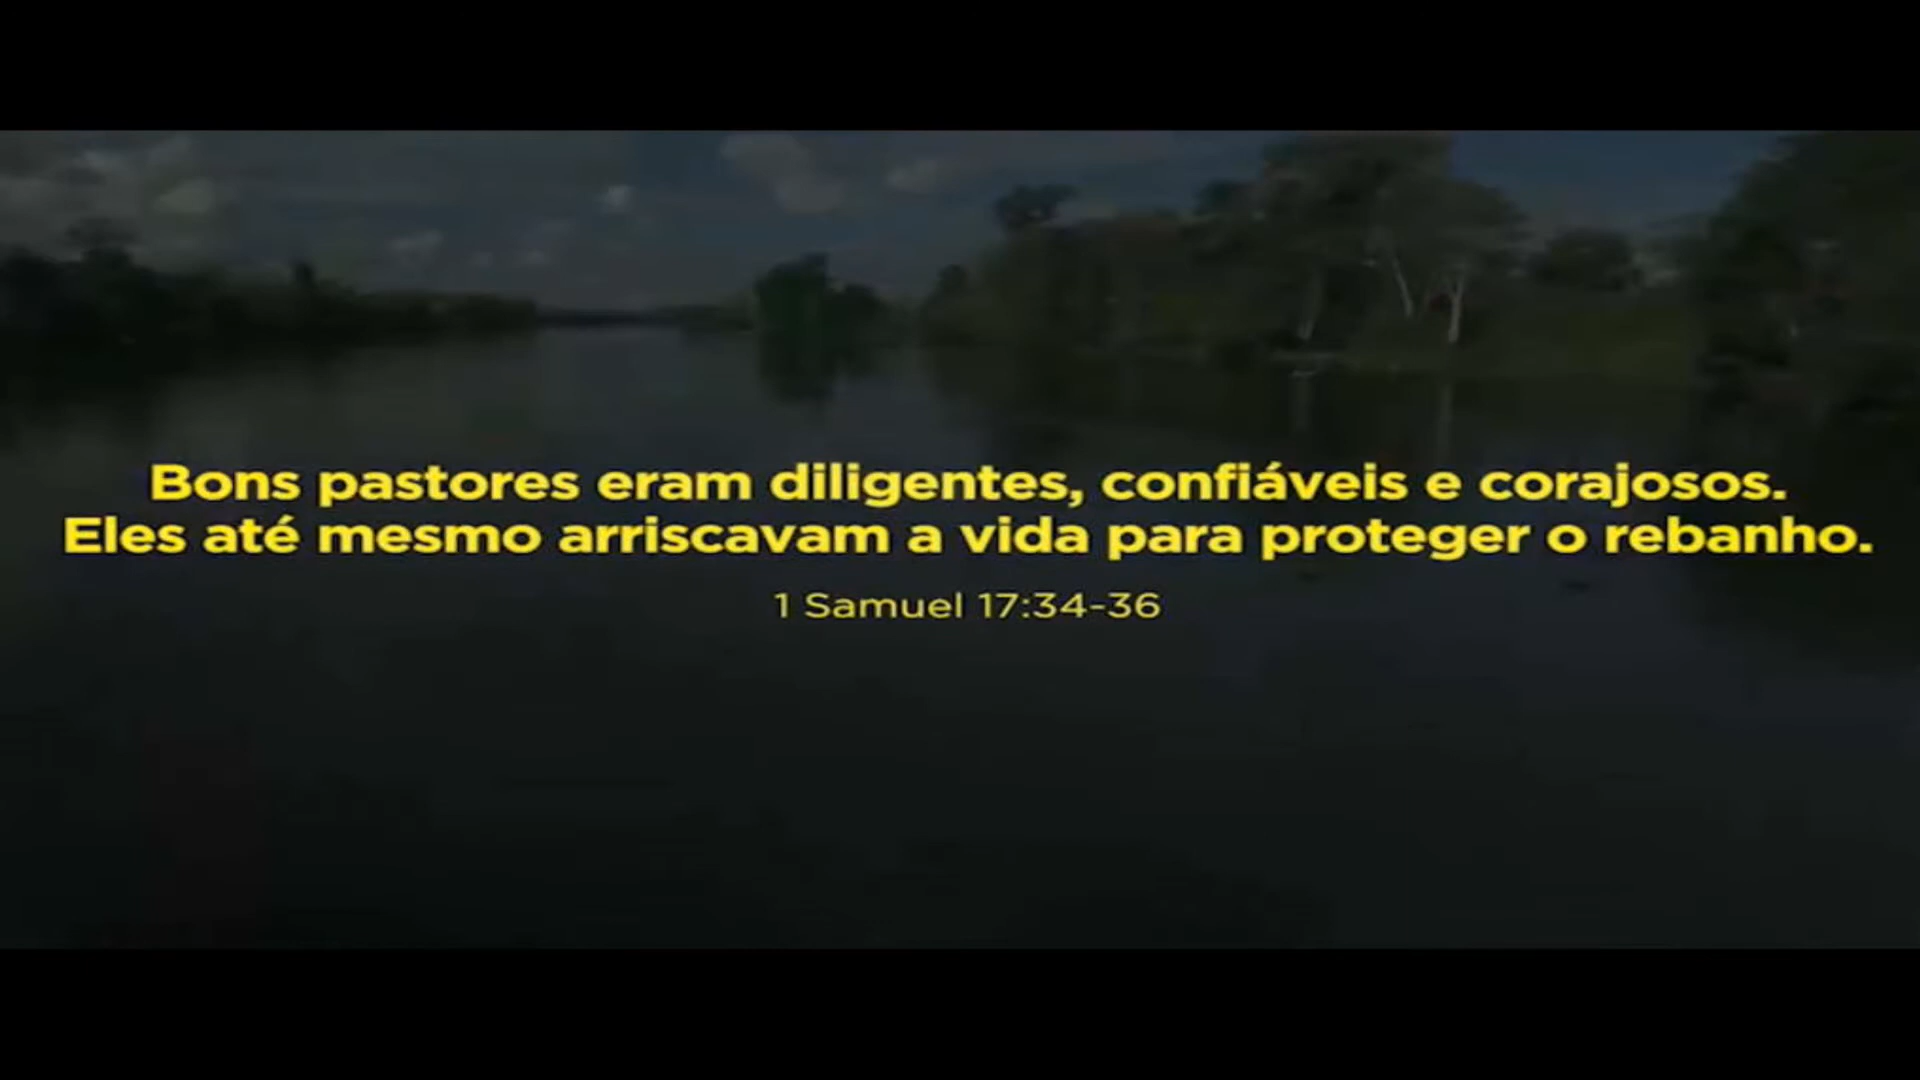 Bons pastores eram diligentes, confiáveis e corajosos.
Eles até mesmo arriscavam a vida para proteger o rebanho.
1 Samuel 17:34-36